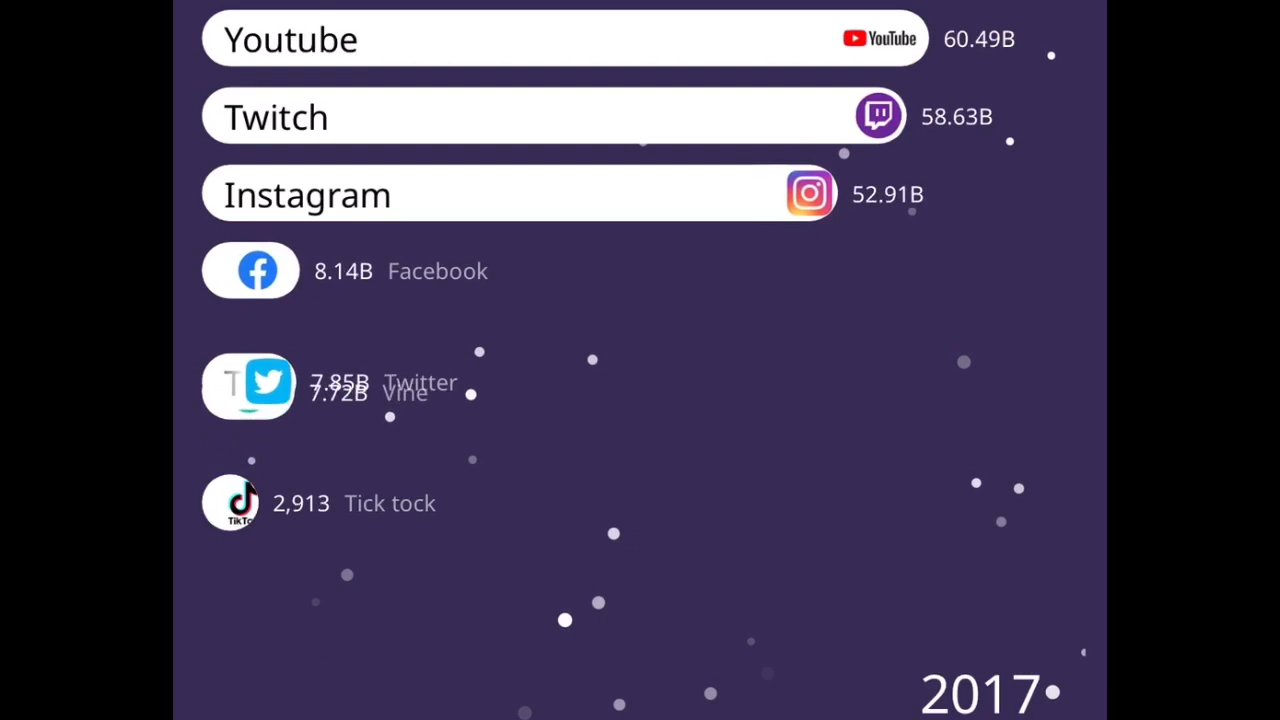 Youtube YouTube 60.49B
Twitch 58.63B
Instagram 52.91B
8.14B Facebook
T 7.85B Twitter
7.72B Vine
TikTo 2,913 Tick tock
2017